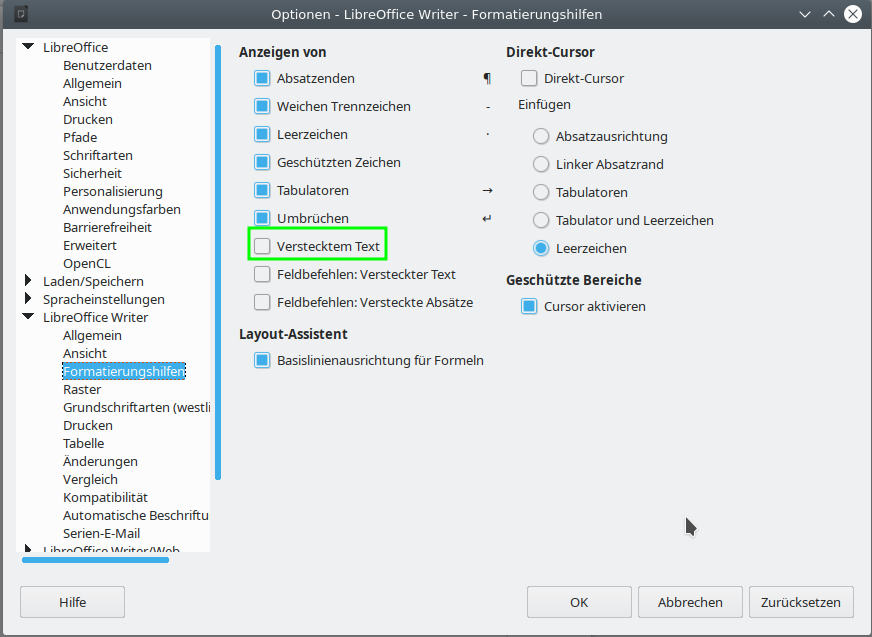 Optionen - LibreOffice Writer - Formatierungshilfen
LibreOffice
Benutzerdaten
Allgemein
Ansicht
Drucken
Pfade
Schriftarten
Sicherheit
Personalisierung
Anwendungsfarben
Barrierefreiheit
Erweitert
OpenCL
Laden/Speichern
Spracheinstellungen
LibreOffice Writer
Allgemein
Ansicht
Formatierungshilfen
Raster
Grundschriftarten (westli
Drucken
Tabelle
Änderungen
Vergleich
Kompatibilität
Automatische Beschriftu
Serien-E-Mail
LibreOffice Writer/Web
Anzeigen von
Absatzenden ¶
Weichen Trennzeichen -
Leerzeichen ·
Geschützten Zeichen
Tabulatoren →
Umbrüchen ↵
Verstecktem Text
Feldbefehlen: Versteckter Text
Feldbefehlen: Versteckte Absätze
Layout-Assistent
Basislinienausrichtung für Formeln
Direkt-Cursor
Direkt-Cursor
Einfügen
Absatzausrichtung
Linker Absatzrand
Tabulatoren
Tabulator und Leerzeichen
Leerzeichen
Geschützte Bereiche
Cursor aktivieren
Hilfe
OK
Abbrechen
Zurücksetzen